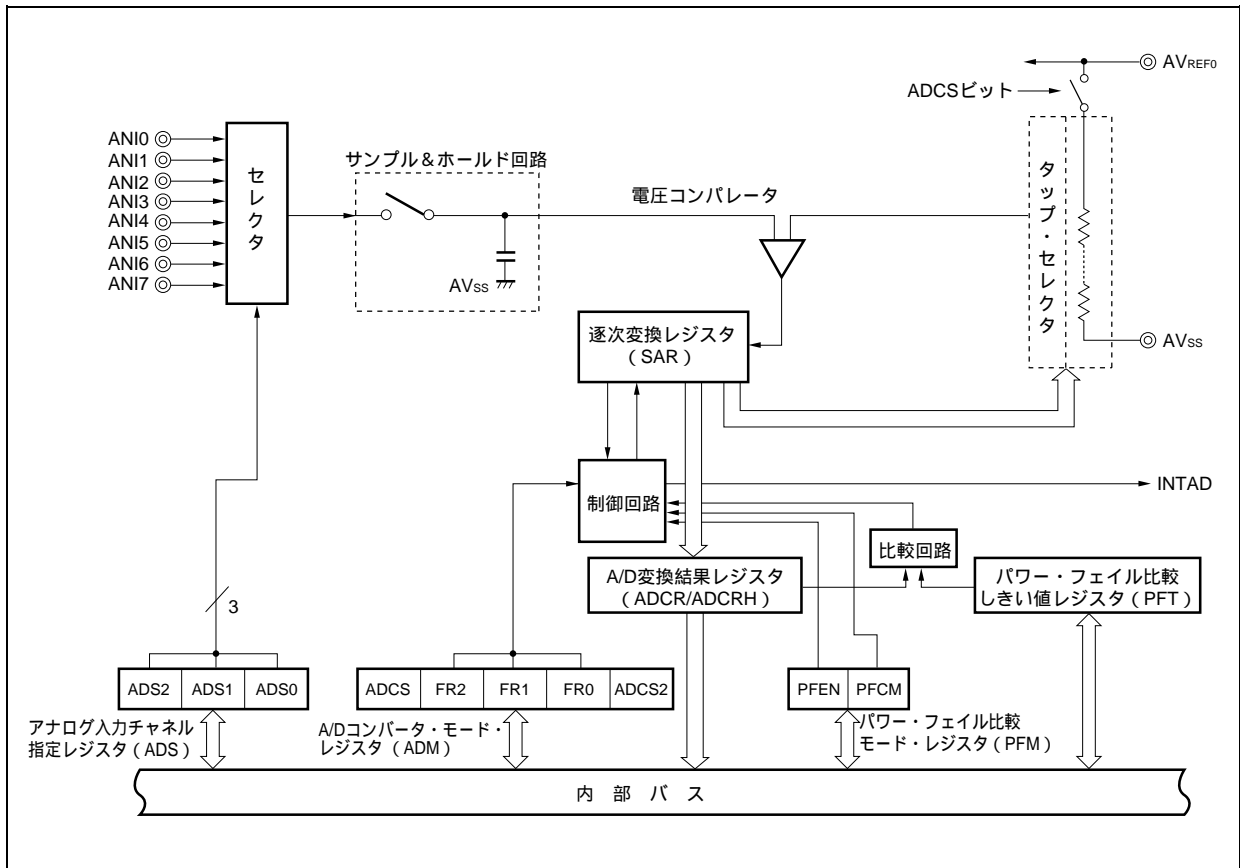 AVREF0
ADCSビット
ANI0
ANI1
ANI2
ANI3
ANI4
ANI5
ANI6
ANI7
セレクタ
サンプル＆ホールド回路
AVSS
電圧コンパレータ
タップ・セレクタ
AVSS
逐次変換レジスタ
（SAR）
制御回路
INTAD
比較回路
A/D変換結果レジスタ
（ADCR/ADCRH）
パワー・フェイル比較
しきい値レジスタ（PFT）
3
ADS2 ADS1 ADS0
ADCS FR2 FR1 FR0 ADCS2
PFEN PFCM
アナログ入力チャネル
指定レジスタ（ADS）
A/Dコンバータ・モード・
レジスタ（ADM）
パワー・フェイル比較
モード・レジスタ（PFM）
内 部 バ ス